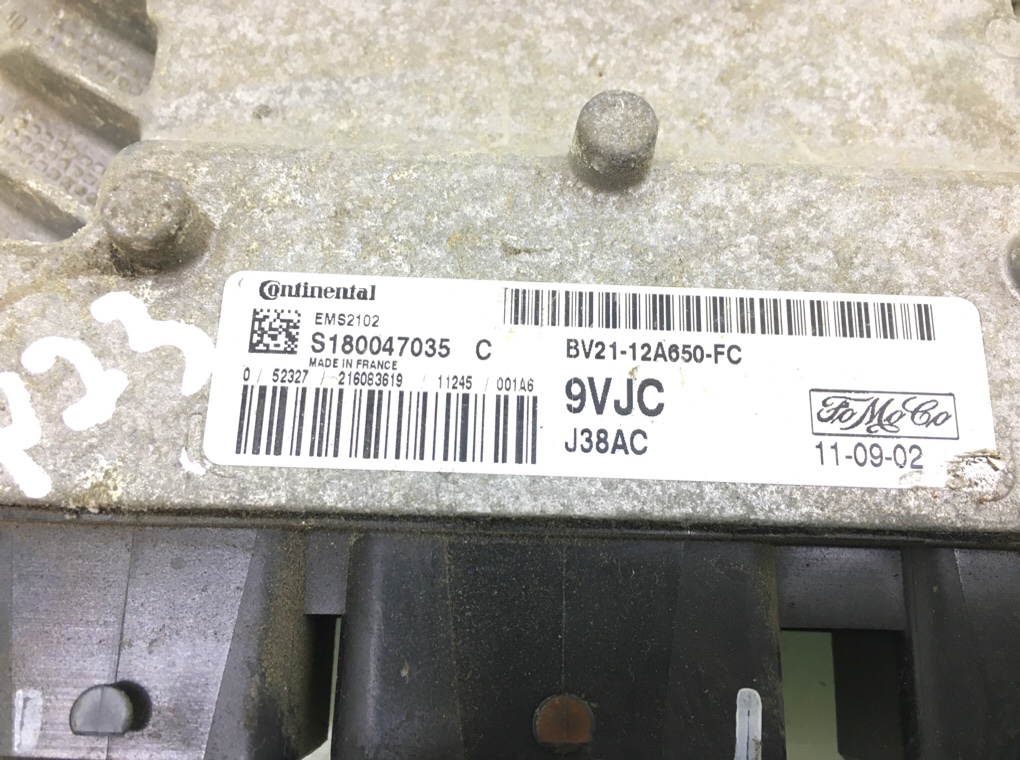 Continental
EMS2102
S180047035 C
MADE IN FRANCE
0 / 52327 / 216083619 / 11245 / 001A6
BV21-12A650-FC
9VJC
J38AC
FoMoCo
11-09-02